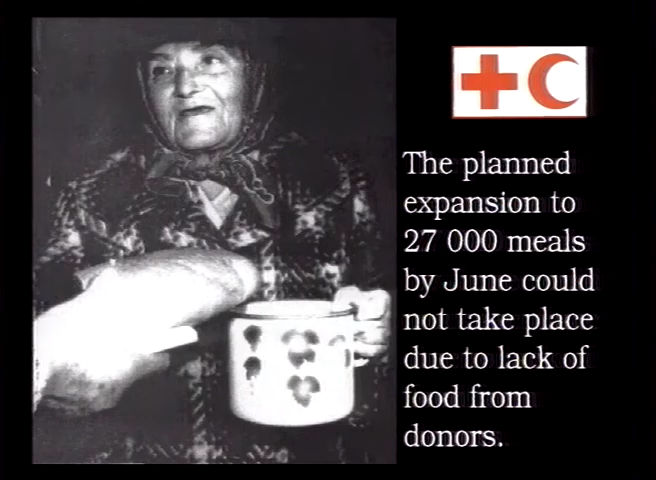 The planned
expansion to
27 000 meals
by June could
not take place
due to lack of
food from
donors.